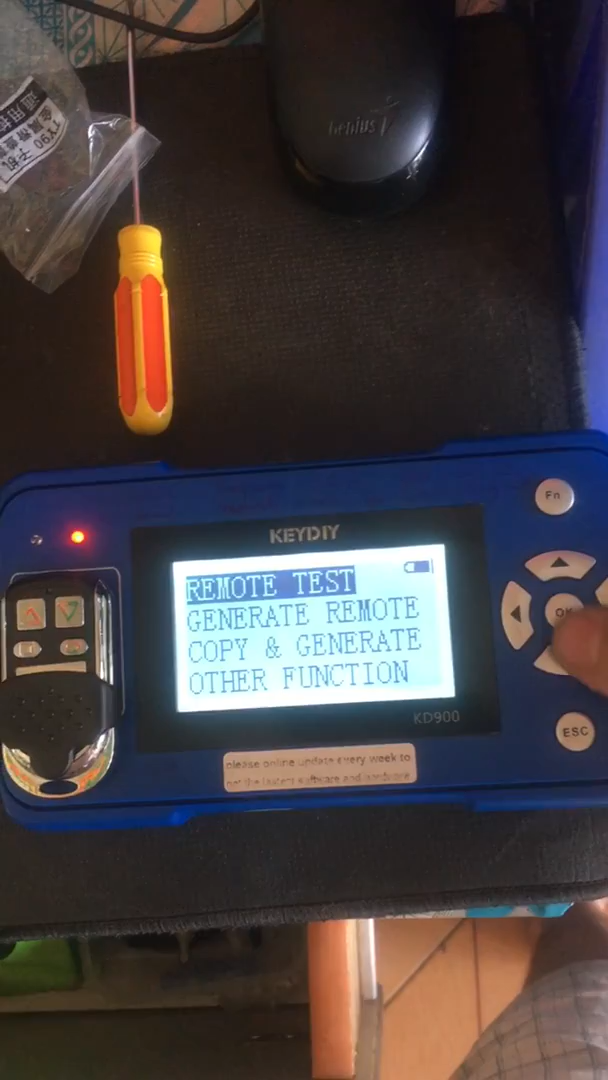 TY90
Genius
Fn
KEYDIY
REMOTE TEST
GENERATE REMOTE
COPY & GENERATE
OTHER FUNCTION
OK
KD900
ESC
please online update every week to
get the lastest software and hardware